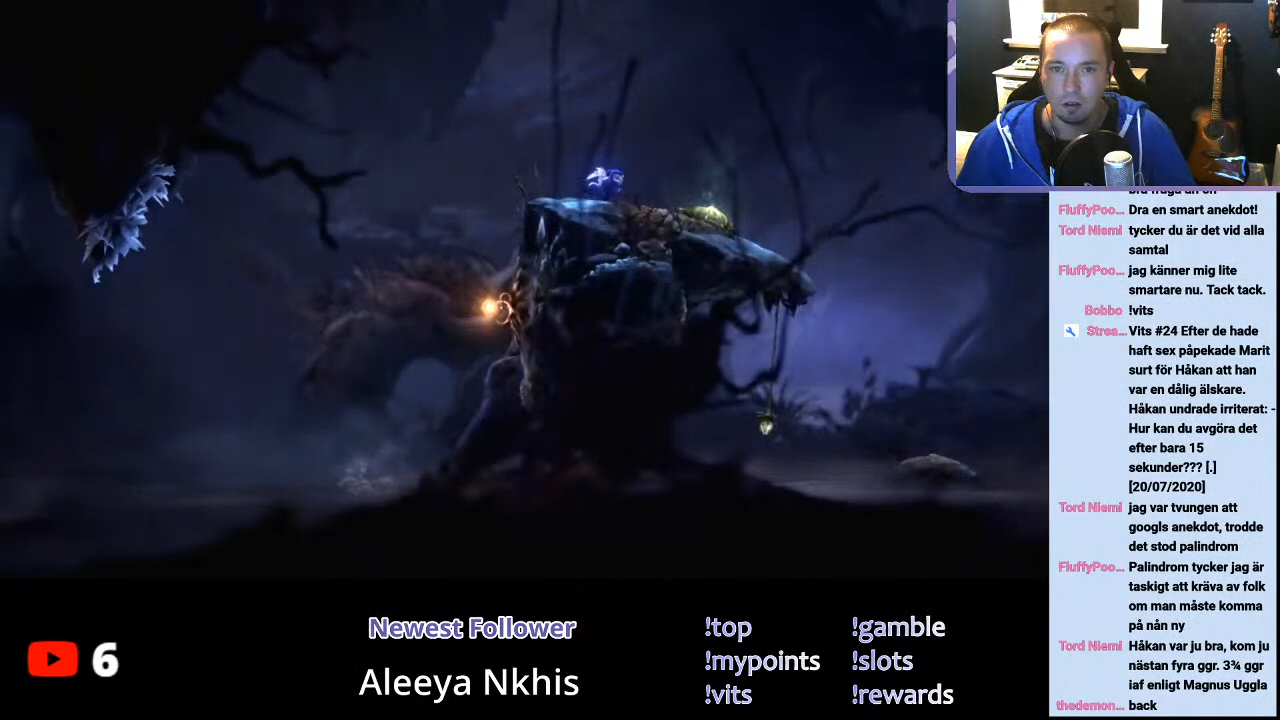 FluffyPoo... Dra en smart anekdot!
Tord Niemi tycker du är det vid alla
samtal
FluffyPoo... jag känner mig lite
smartare nu. Tack tack.
Bobbo !vits
Strea... Vits #24 Efter de hade
haft sex påpekade Marit
surt för Håkan att han
var en dålig älskare.
Håkan undrade irriterat: -
Hur kan du avgöra det
efter bara 15
sekunder??? [.]
[20/07/2020]
Tord Niemi jag var tvungen att
googls anekdot, trodde
det stod palindrom
FluffyPoo... Palindrom tycker jag är
taskigt att kräva av folk
om man måste komma
på nån ny
Tord Niemi Håkan var ju bra, kom ju
nästan fyra ggr. 3¾ ggr
iaf enligt Magnus Uggla
thedemon... back
6
Newest Follower
Aleeya Nkhis
!top
!mypoints
!vits
!gamble
!slots
!rewards